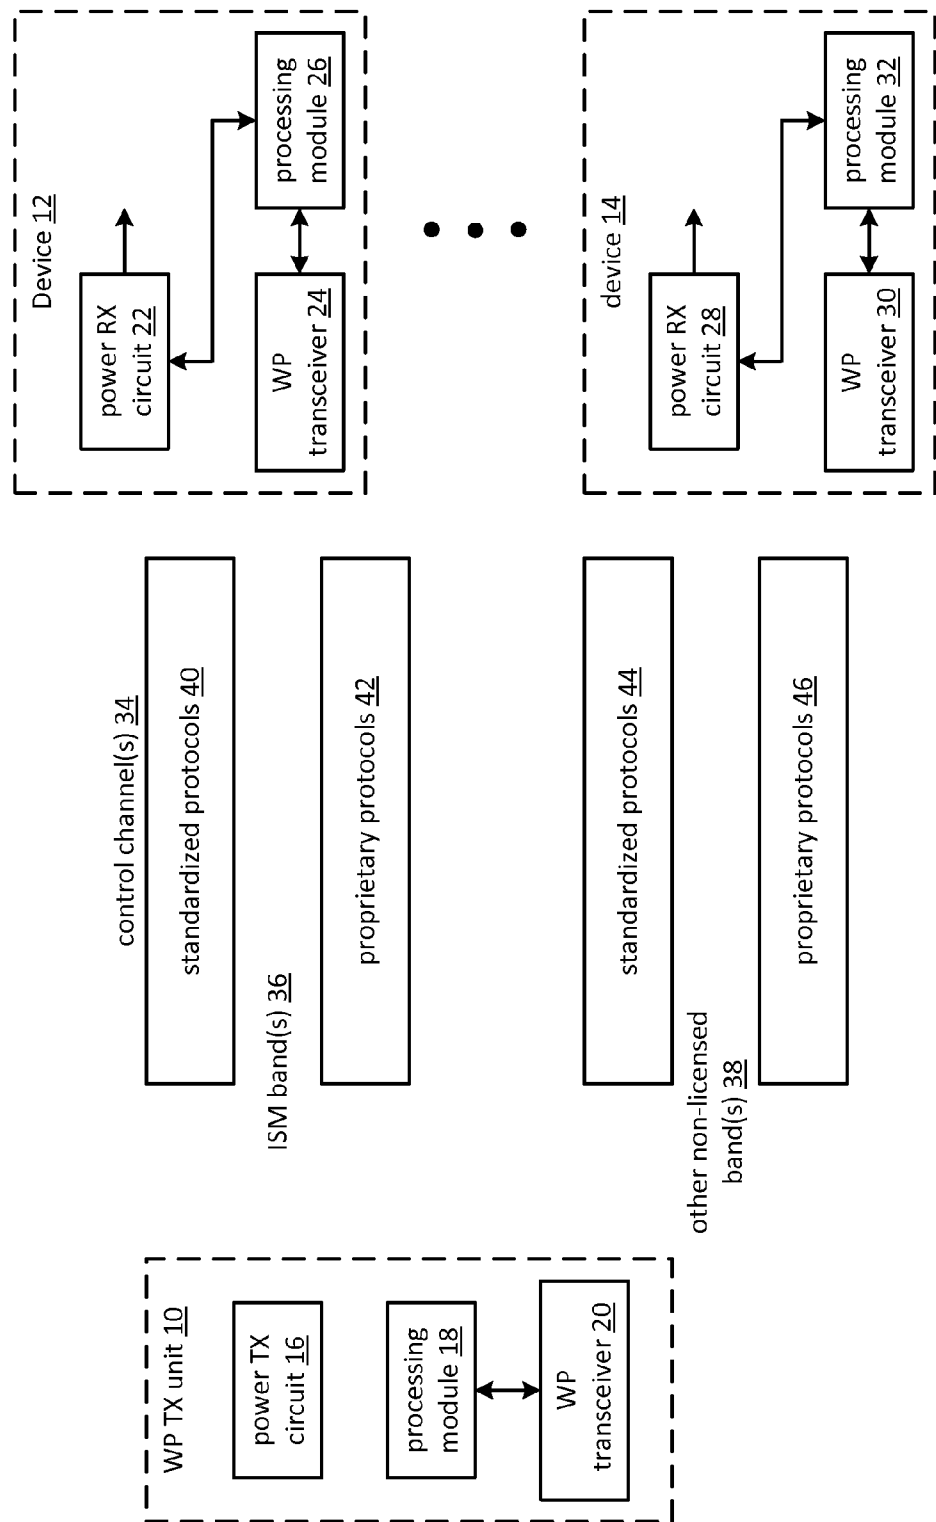 WP TX unit 10
power TX
circuit 16
processing
module 18
WP
transceiver 20
control channel(s) 34
standardized protocols 40
ISM band(s) 36
proprietary protocols 42
standardized protocols 44
other non-licensed
band(s) 38
proprietary protocols 46
Device 12
power RX
circuit 22
processing
module 26
WP
transceiver 24
device 14
power RX
circuit 28
processing
module 32
WP
transceiver 30